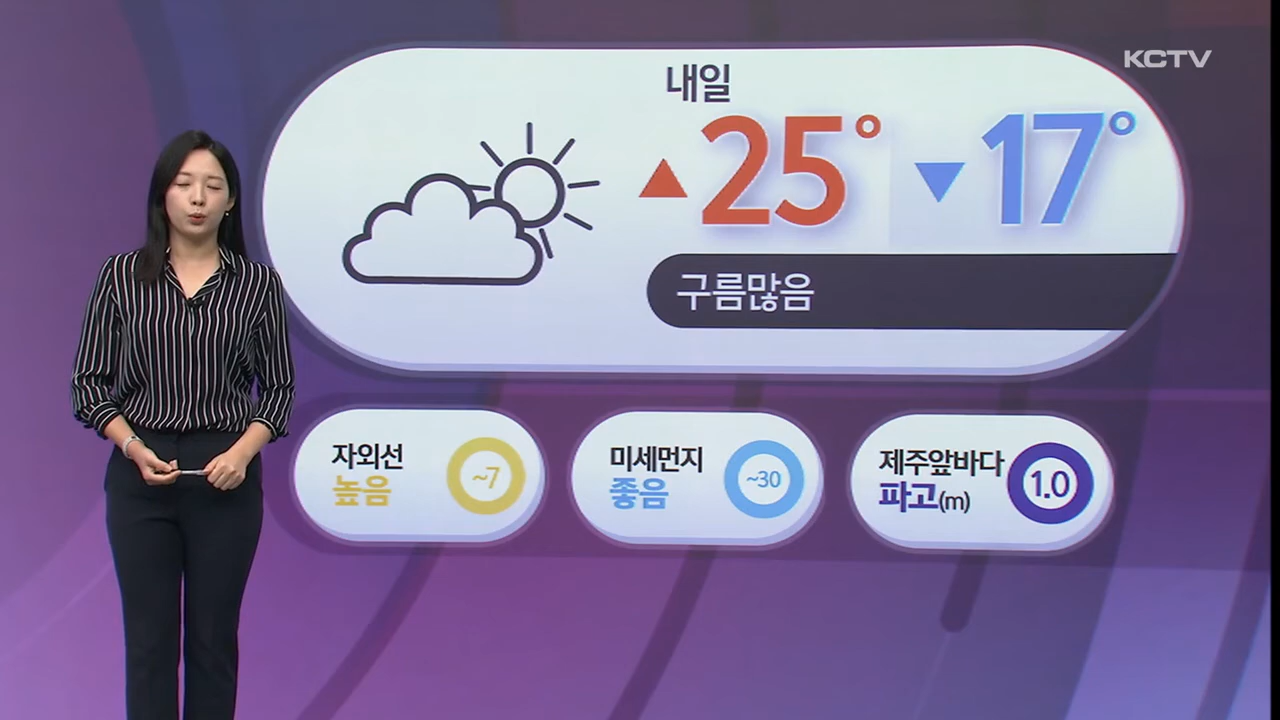 KCTV
내일
▲25° ▼17°
구름많음
자외선
높음
~7
미세먼지
좋음
~30
제주앞바다
파고(m)
1.0